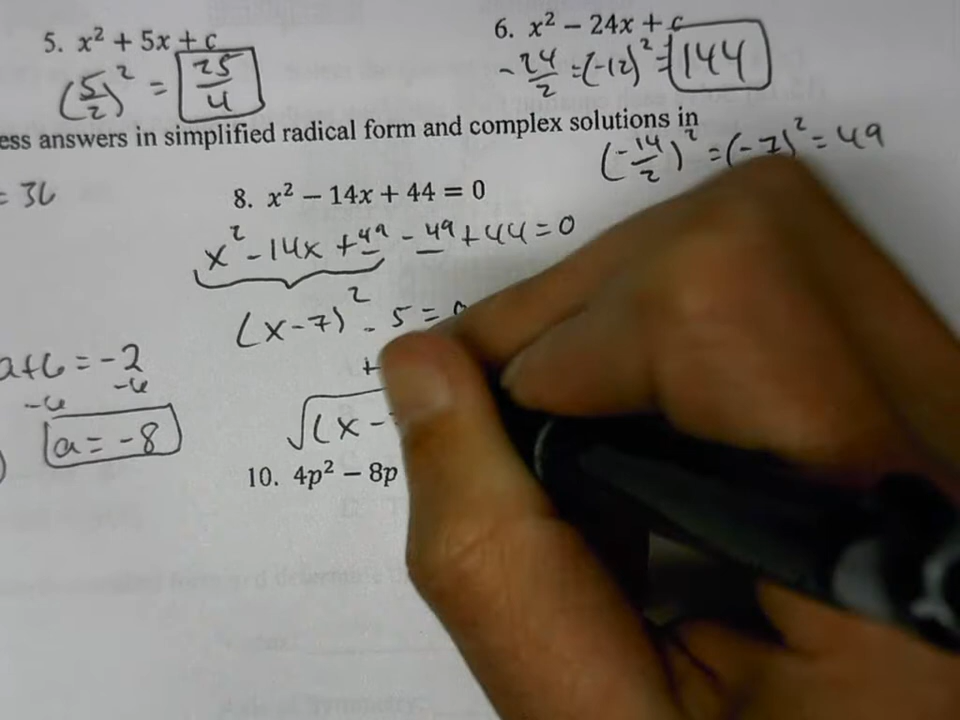 5. x² + 5x + c
6. x² − 24x + c
(5/2)² = 25/4
-24/2 = (-12)² = 144
ess answers in simplified radical form and complex solutions in
(-14/2)² = (-7)² = 49
= 36
8. x² − 14x + 44 = 0
x² - 14x + 49 - 49 + 44 = 0
(x-7)² - 5 =
a+6 = -2
-6 -6
+
a = -8
√(x -
10. 4p² − 8p